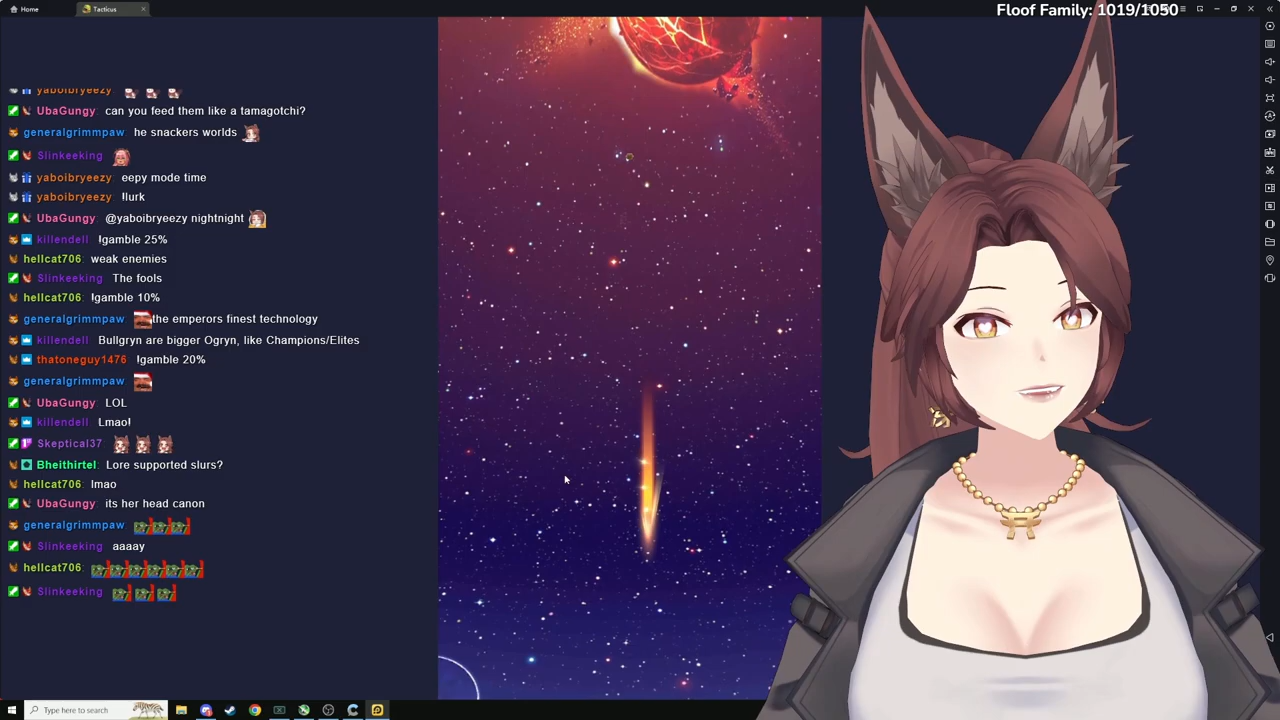 Home
Tacticus
Floof Family: 1019/1050
yaboibryeezy
UbaGungy can you feed them like a tamagotchi?
generalgrimmpaw he snackers worlds
Slinkeeking
yaboibryeezy eepy mode time
yaboibryeezy !lurk
UbaGungy @yaboibryeezy nightnight
killendell !gamble 25%
hellcat706: weak enemies
Slinkeeking The fools
hellcat706: !gamble 10%
generalgrimmpaw the emperors finest technology
killendell Bullgryn are bigger Ogryn, like Champions/Elites
thatoneguy1476 !gamble 20%
generalgrimmpaw
UbaGungy LOL
killendell Lmao!
Skeptical37
Bheithirtel: Lore supported slurs?
hellcat706: lmao
UbaGungy its her head canon
generalgrimmpaw
Slinkeeking aaaay
hellcat706:
Slinkeeking
Type here to search